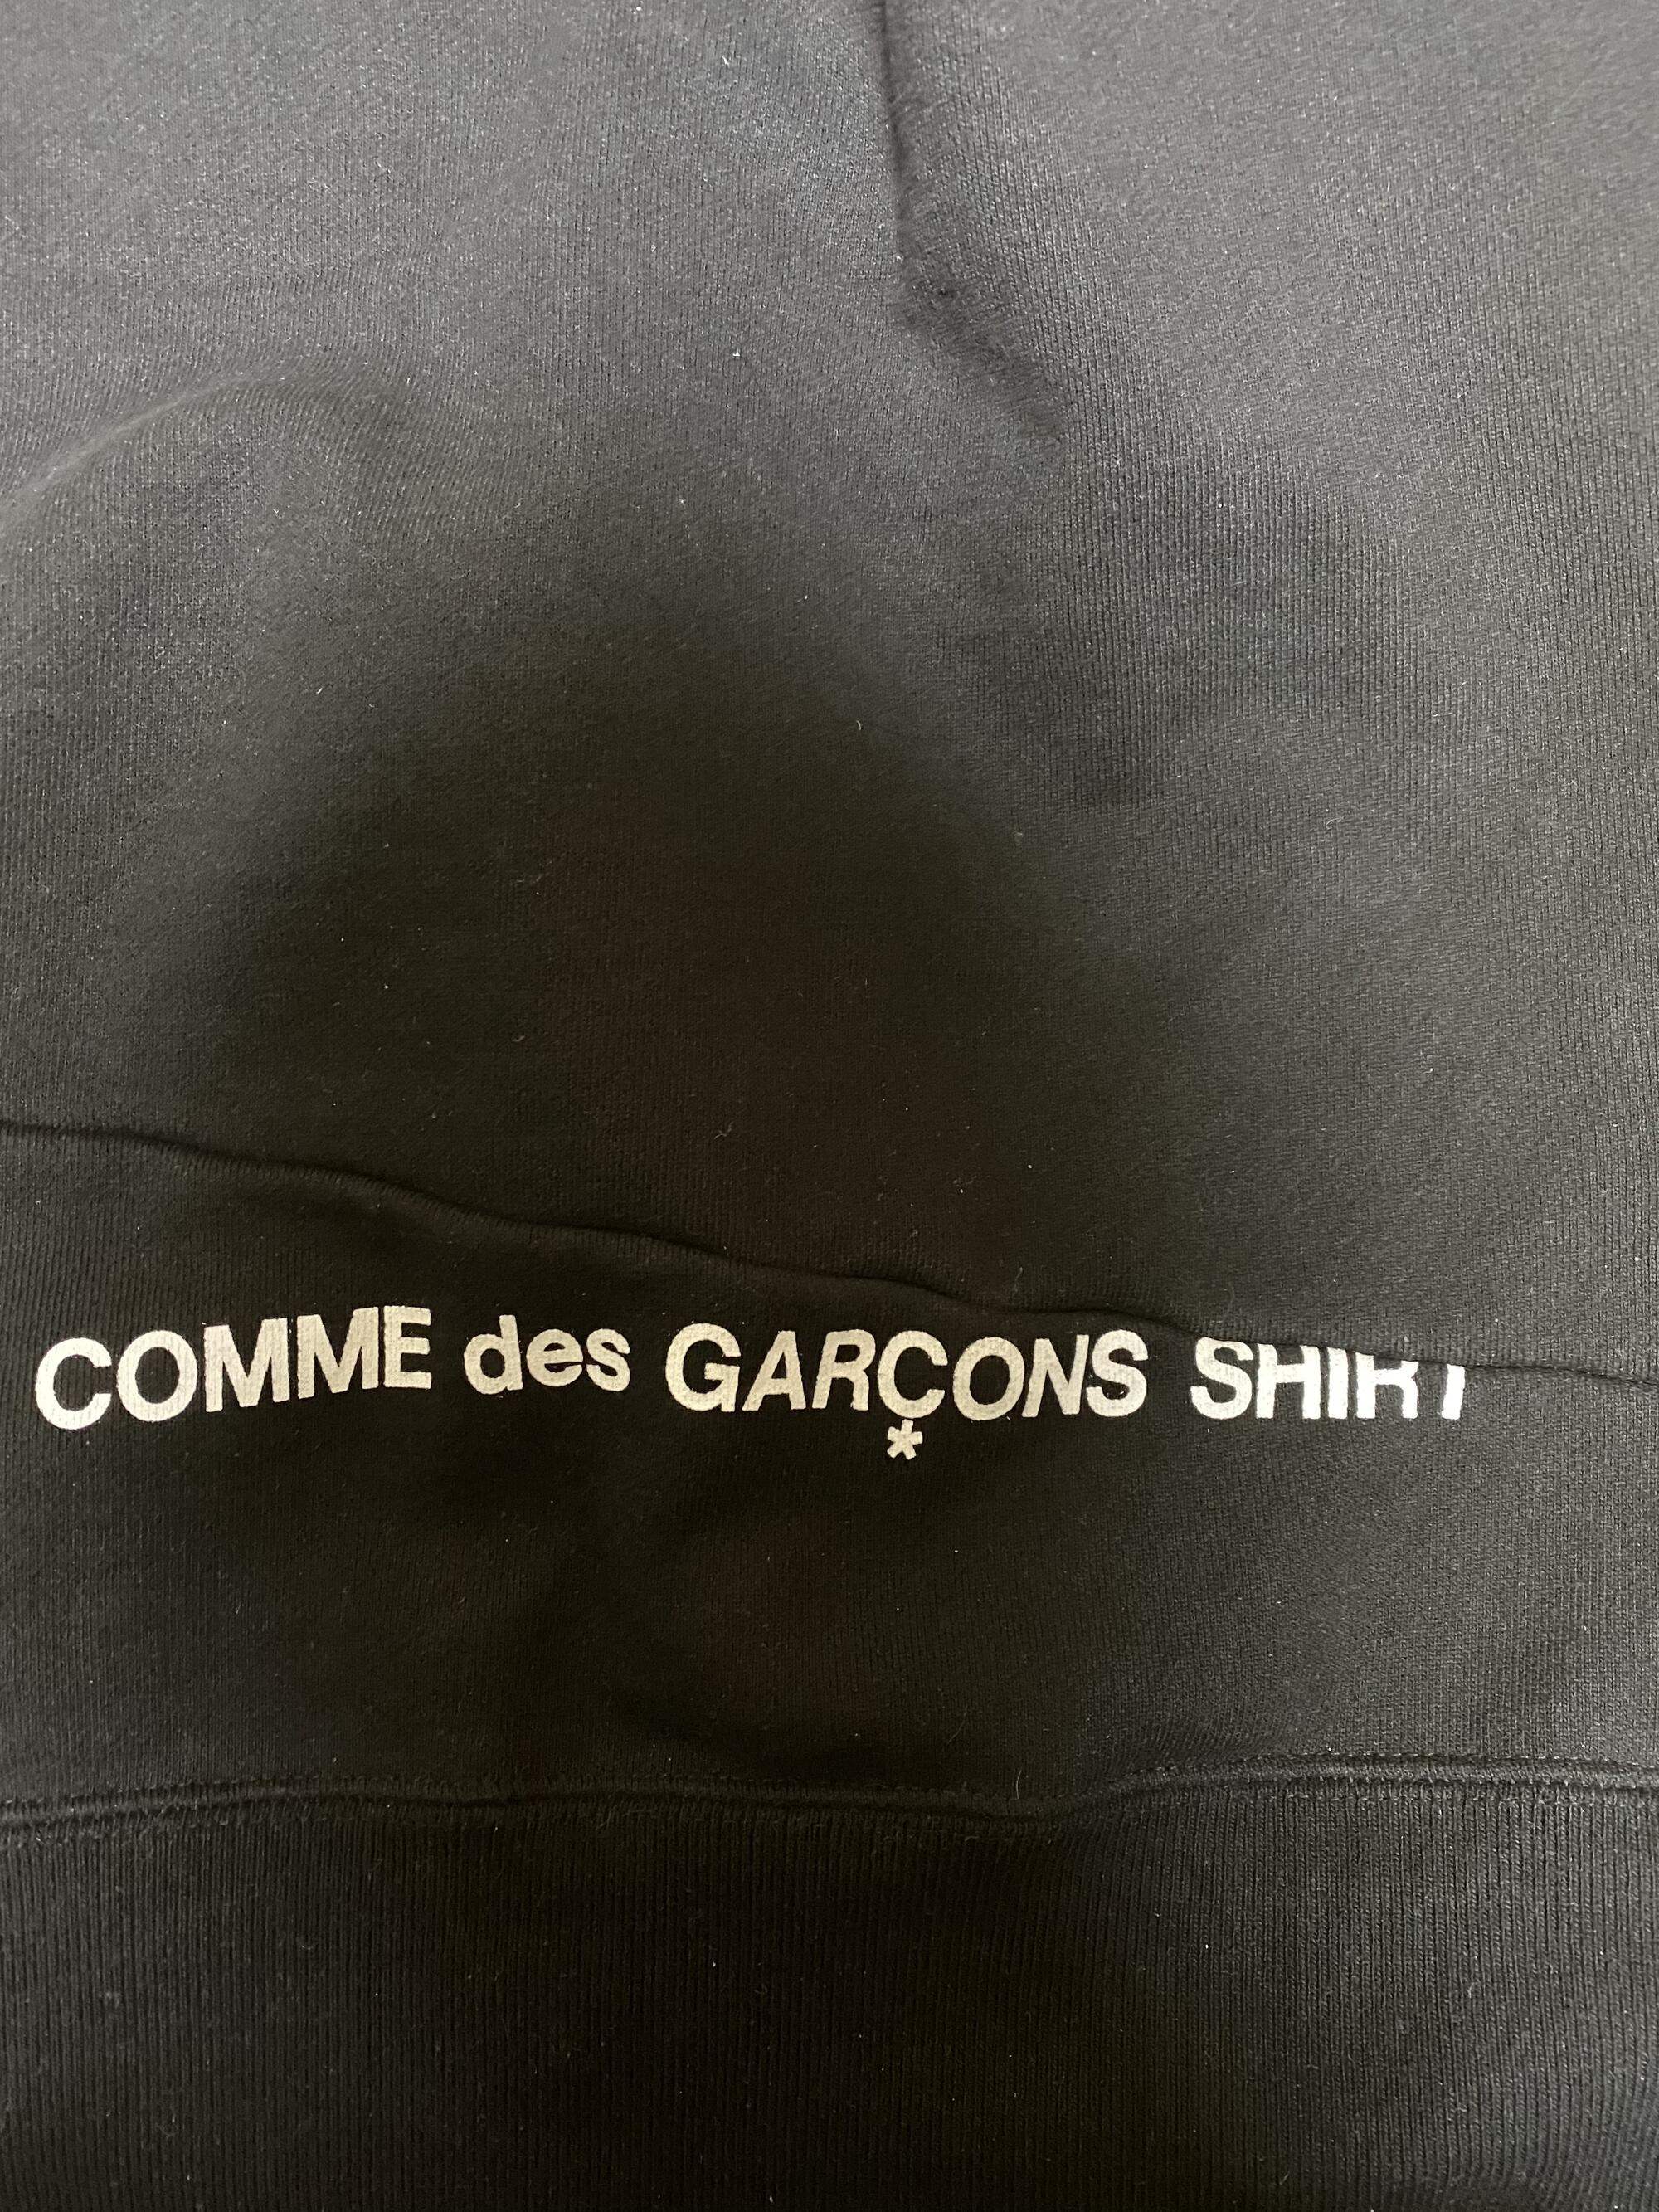 COMME des GARÇONS SHIRT
*